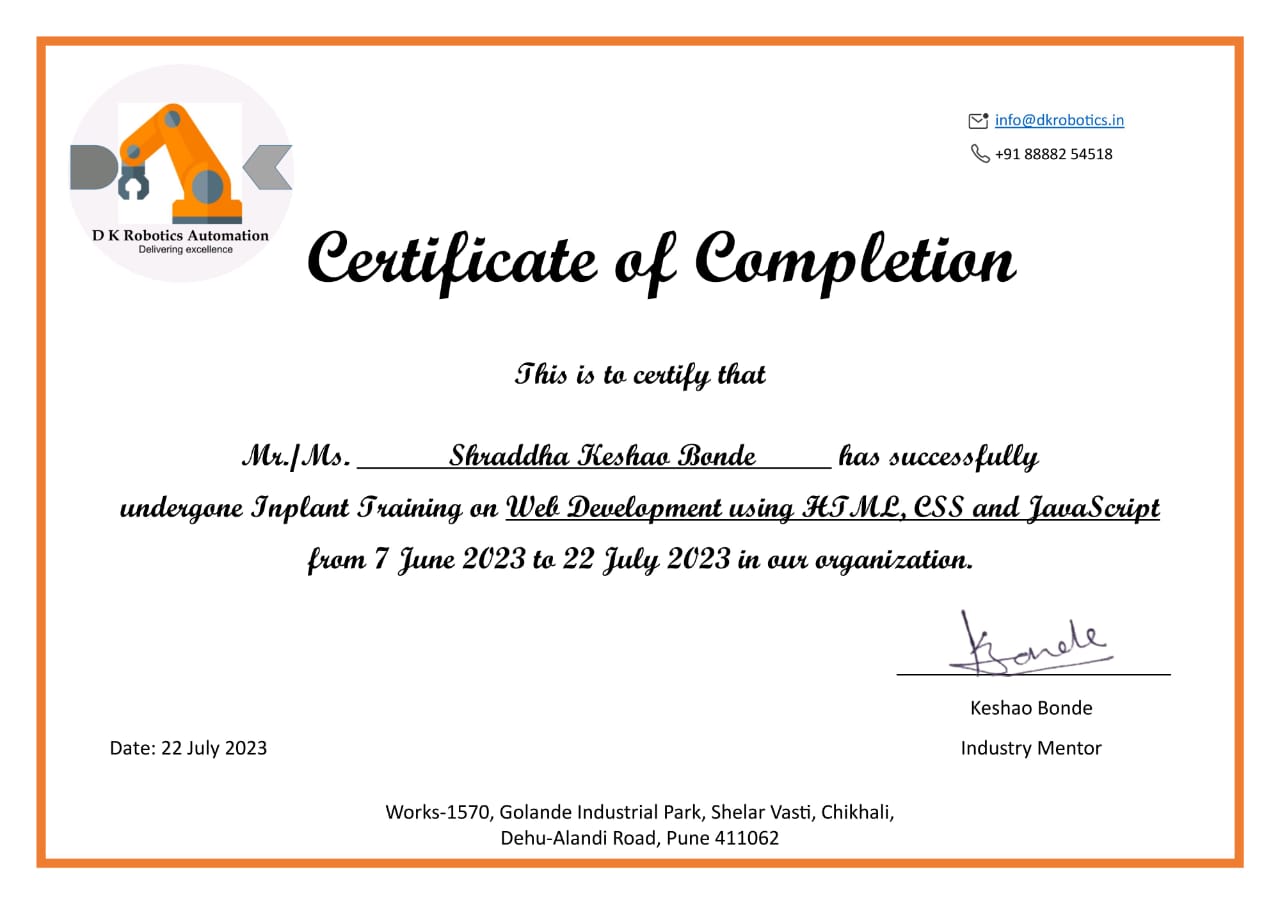 info@dkrobotics.in
+91 88882 54518
D K
D K Robotics Automation
Delivering excellence
Certificate of Completion
This is to certify that
Mr./Ms. Shraddha Keshao Bonde has successfully
undergone Inplant Training on Web Development using HTML, CSS and JavaScript
from 7 June 2023 to 22 July 2023 in our organization.
KBonde
Keshao Bonde
Date: 22 July 2023
Industry Mentor
Works-1570, Golande Industrial Park, Shelar Vasti, Chikhali,
Dehu-Alandi Road, Pune 411062